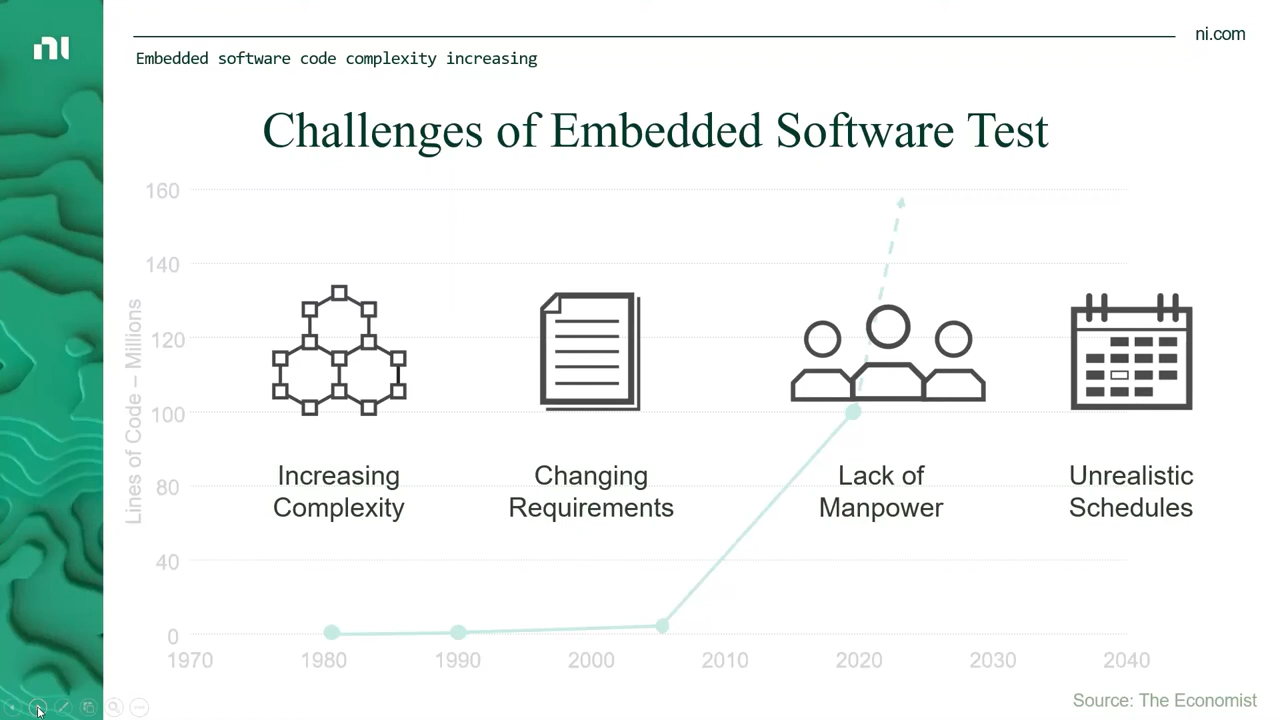 ni
ni.com
Embedded software code complexity increasing
Challenges of Embedded Software Test
160
140
120
100
80
40
0
Lines of Code – Millions
Increasing
Complexity
Changing
Requirements
Lack of
Manpower
Unrealistic
Schedules
1970 1980 1990 2000 2010 2020 2030 2040
Source: The Economist